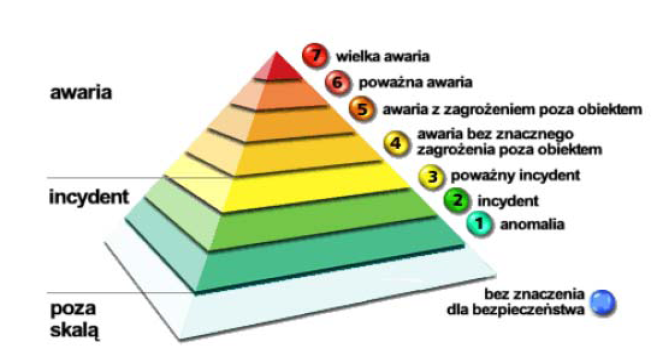 7 wielka awaria
6 poważna awaria
awaria
5 awaria z zagrożeniem poza obiektem
4 awaria bez znacznego
zagrożenia poza obiektem
3 poważny incydent
incydent
2 incydent
1 anomalia
bez znaczenia
dla bezpieczeństwa
poza
skalą